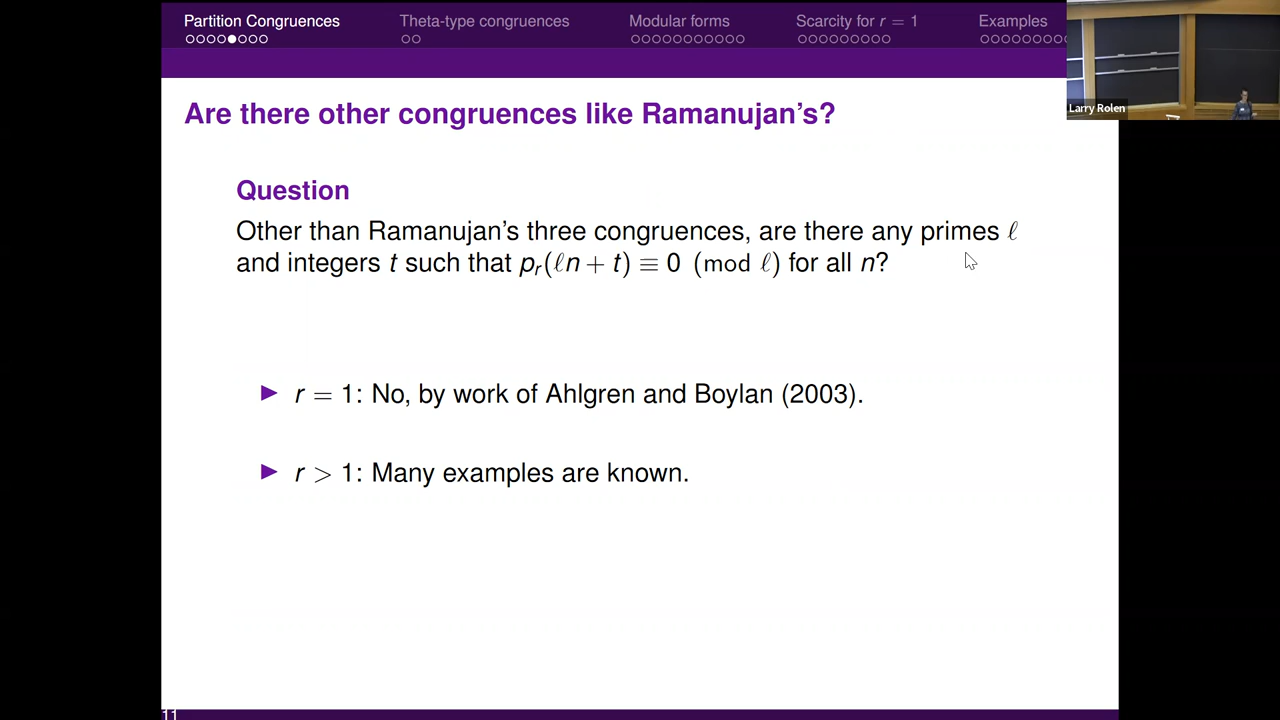 Partition Congruences
Theta-type congruences
Modular forms
Scarcity for r = 1
Examples
Larry Rolen
Are there other congruences like Ramanujan's?
Question
Other than Ramanujan's three congruences, are there any primes ℓ
and integers t such that pᵣ(ℓn + t) ≡ 0 (mod ℓ) for all n?
r = 1: No, by work of Ahlgren and Boylan (2003).
r > 1: Many examples are known.
11